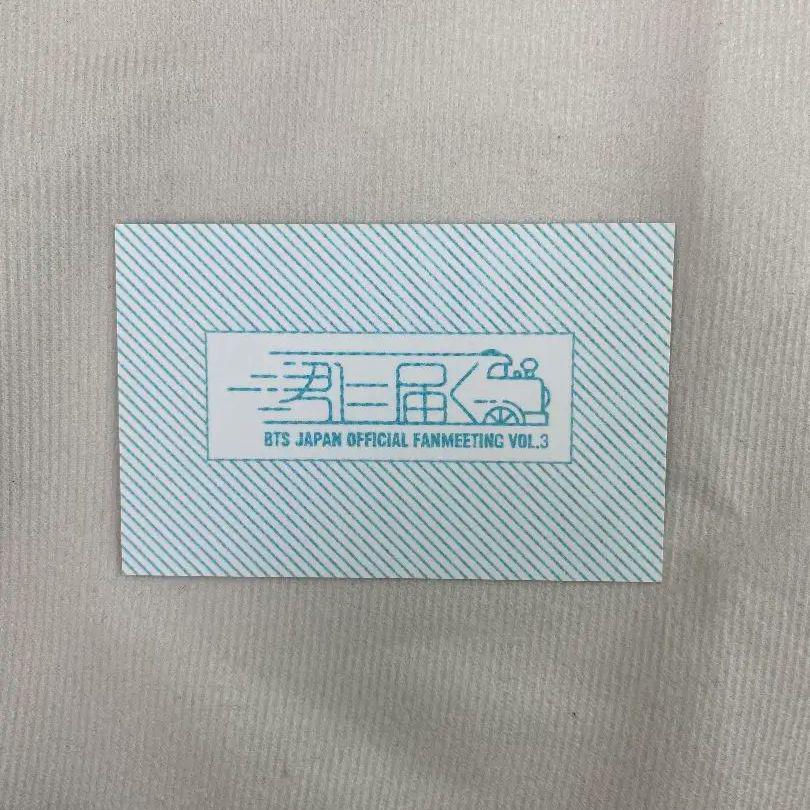 君に届く
BTS JAPAN OFFICIAL FANMEETING VOL.3